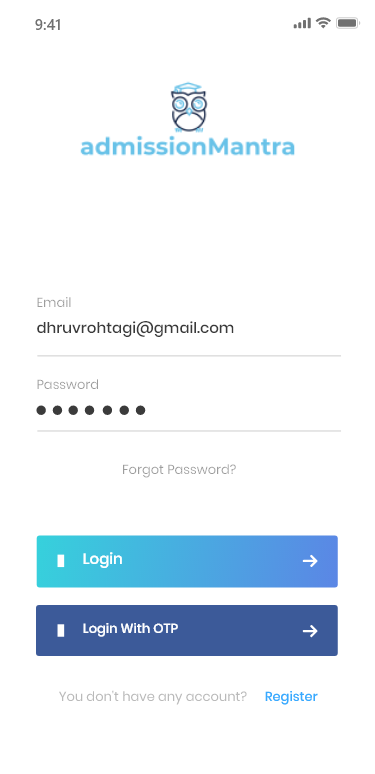 9:41
admissionMantra
Email
dhruvrohtagi@gmail.com
Password
Forgot Password?
Login
Login With OTP
You don't have any account? Register